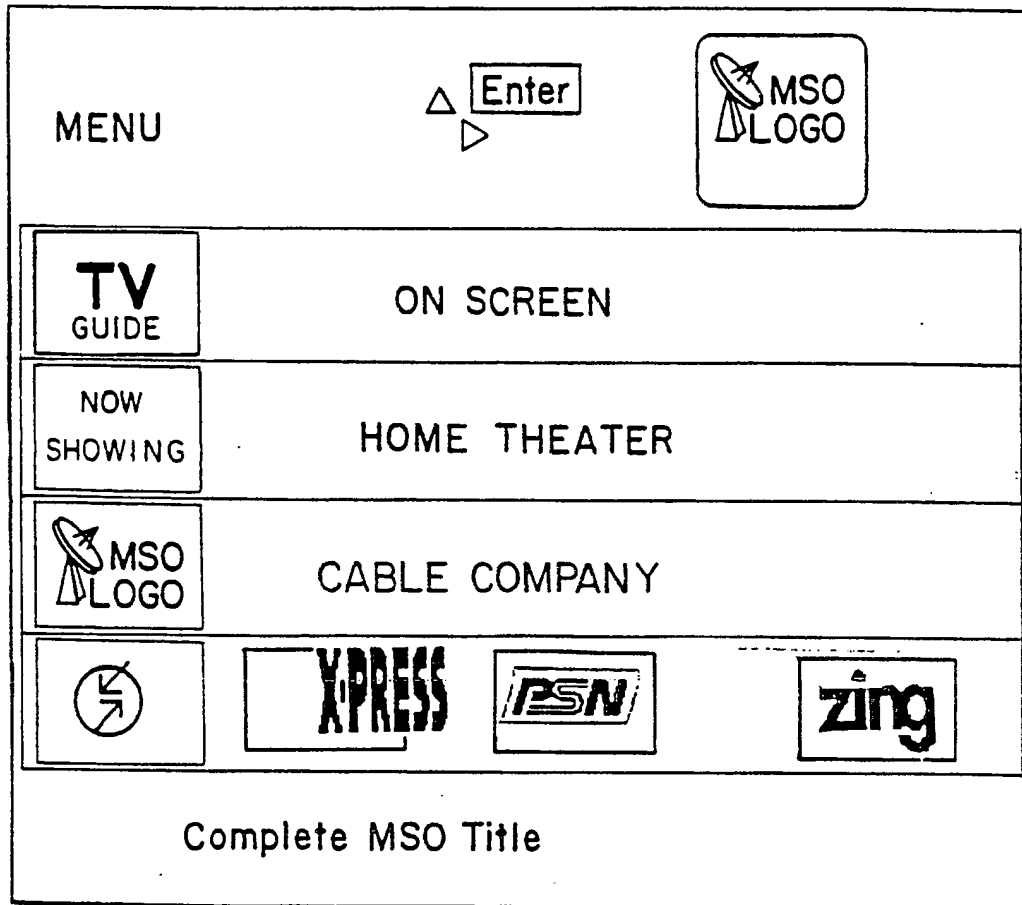 MENU
Enter
MSO
LOGO
TV
GUIDE
ON SCREEN
NOW
SHOWING
HOME THEATER
MSO
LOGO
CABLE COMPANY
X·PRESS
PSN
zing
Complete MSO Title